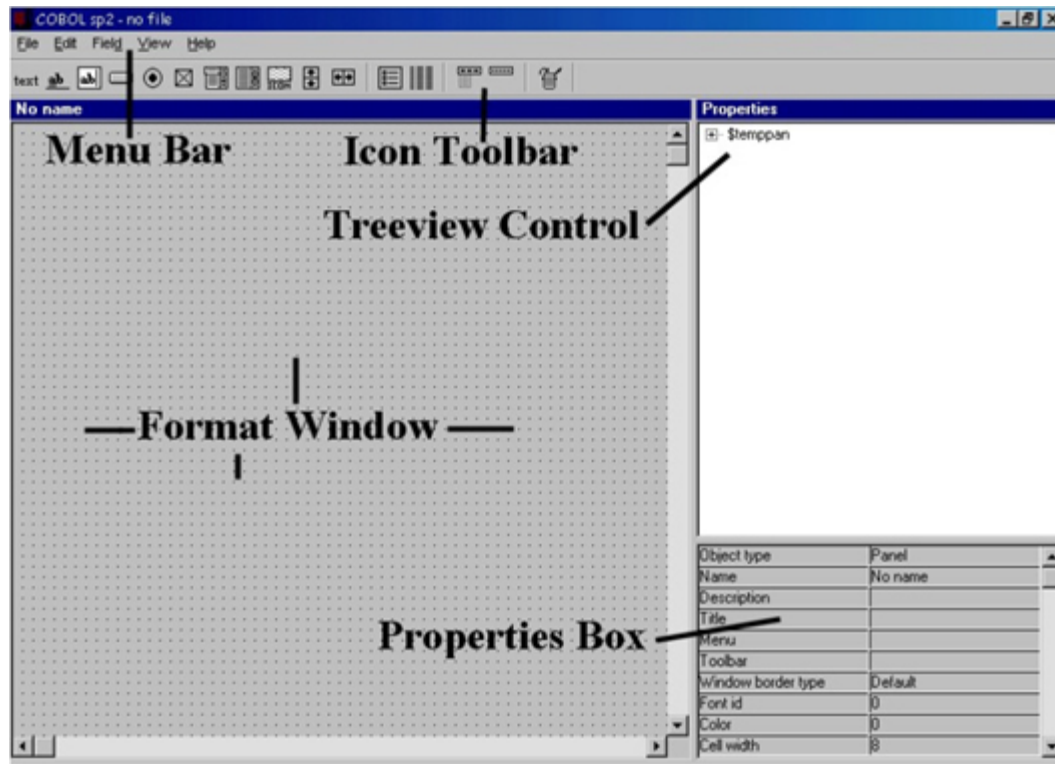 COBOL sp2 - no file
File Edit Field View Help
text ab ab
No name
Properties
$temppan
Menu Bar
Icon Toolbar
Treeview Control
Format Window
Properties Box
Object type Panel
Name No name
Description
Title
Menu
Toolbar
Window border type Default
Font id 0
Color 0
Cell width 8